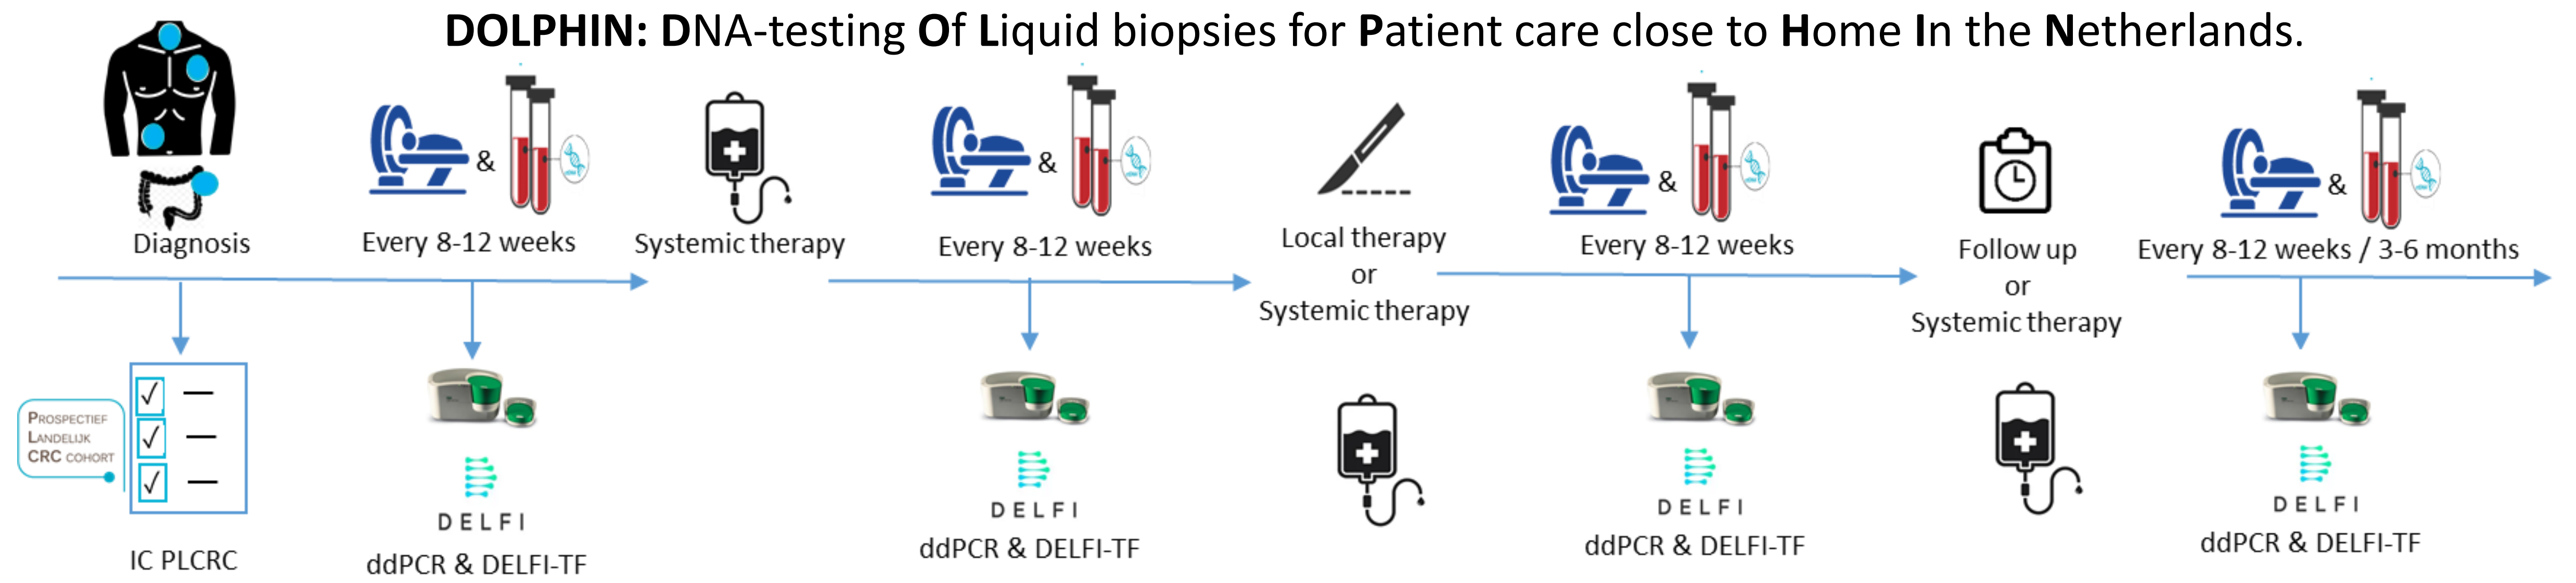 DOLPHIN: DNA-testing Of Liquid biopsies for Patient care close to Home In the Netherlands.
&
&
&
&
Diagnosis
Every 8-12 weeks
Systemic therapy
Every 8-12 weeks
Local therapy
or
Systemic therapy
Every 8-12 weeks
Follow up
or
Systemic therapy
Every 8-12 weeks / 3-6 months
PROSPECTIEF
LANDELIJK
CRC COHORT
IC PLCRC
DELFI
ddPCR & DELFI-TF
DELFI
ddPCR & DELFI-TF
DELFI
ddPCR & DELFI-TF
DELFI
ddPCR & DELFI-TF